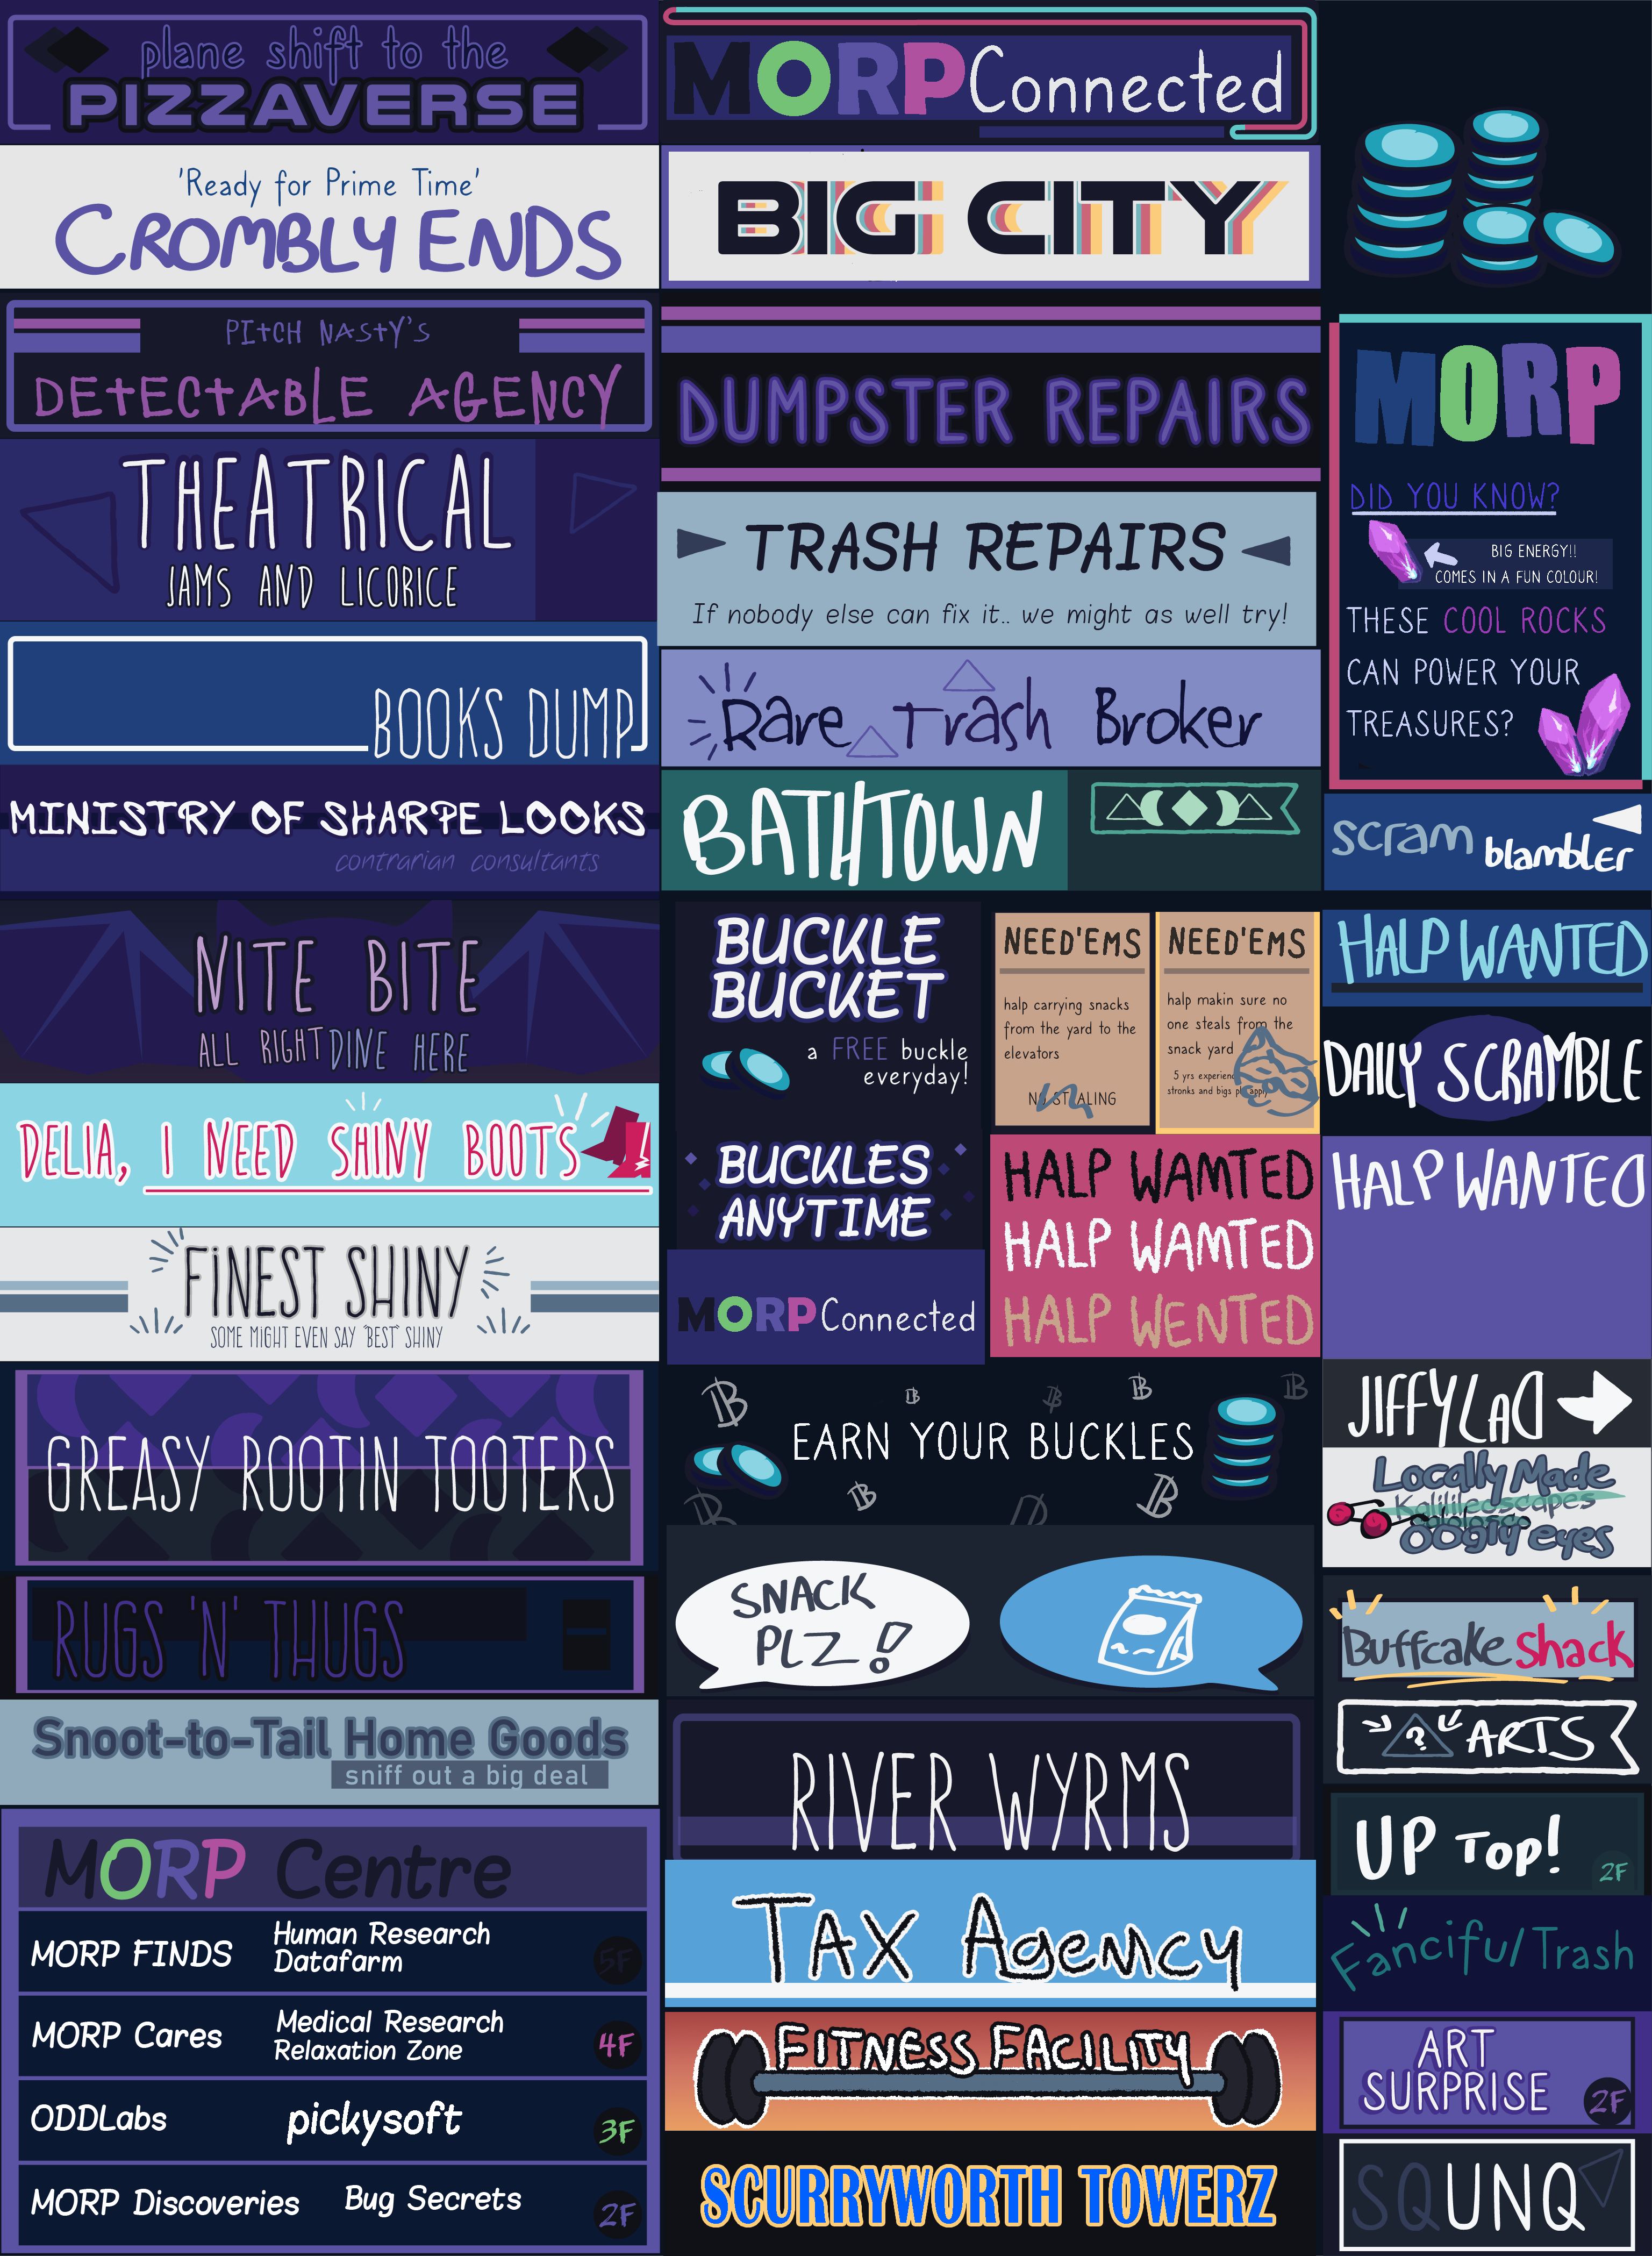 plane shift to the
PIZZAVERSE
'Ready for Prime Time'
CROMBLY ENDS
PITCH NASTY'S
DETECTABLE AGENCY
THEATRICAL
JAMS AND LICORICE
BOOKS DUMP
MINISTRY OF SHARPE LOOKS
contrarian consultants
NITE BITE
ALL RIGHT DINE HERE
DELIA, I NEED SHINY BOOTS
FINEST SHINY
SOME MIGHT EVEN SAY 'BEST' SHINY
GREASY ROOTIN TOOTERS
RUGS 'N' THUGS
Snoot-to-Tail Home Goods
sniff out a big deal
MORP Centre
MORP FINDS
Human Research
Datafarm
5F
MORP Cares
Medical Research
Relaxation Zone
4F
ODDLabs
pickysoft
3F
MORP Discoveries
Bug Secrets
2F
MORPConnected
BIG CITY
DUMPSTER REPAIRS
TRASH REPAIRS
If nobody else can fix it.. we might as well try!
Rare Trash Broker
BATHTOWN
BUCKLE
BUCKET
a FREE buckle
everyday!
BUCKLES
ANYTIME
MORPConnected
NEED'EMS
half carrying snacks
from the yard to the
elevators
NO STEALING
NEED'EMS
halp makin sure no
one steals from the
snack yard
5 yrs experience
stronks and bigs plz apply
HALP WAMTED
HALP WAMTED
HALP WENTED
EARN YOUR BUCKLES
SNACK
PLZ!
RIVER WYRMS
TAX AgeMCy
FITNESS FACILITY
SCURRYWORTH TOWERZ
MORP
DID YOU KNOW?
BIG ENERGY!!
COMES IN A FUN COLOUR!
THESE COOL ROCKS
CAN POWER YOUR
TREASURES?
scram blambler
HALP WANTED
DAILY SCRAMBLE
HALP WANTED
JIFFYLAD
Locally Made
Oogly eyes
Buffcake Shack
? ARTS
UP Top!
2F
Fanciful Trash
ART
SURPRISE
2F
SQUNQ